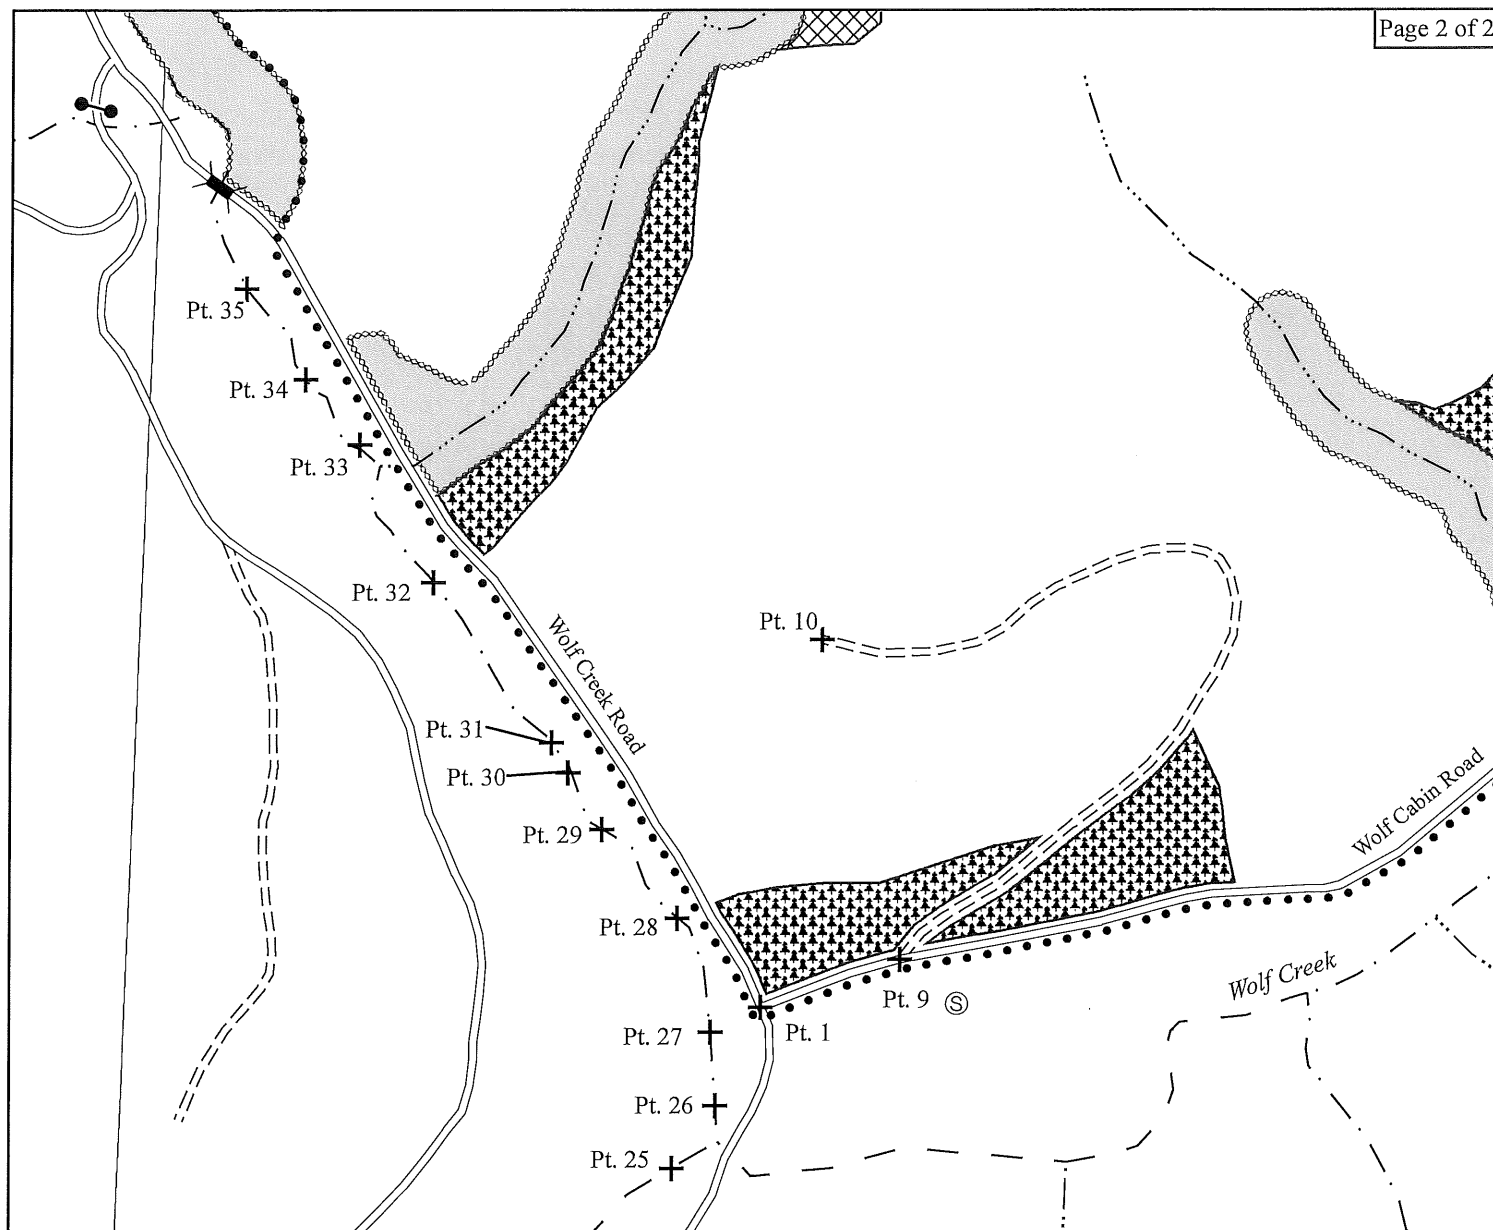 Page 2 of 2
Pt. 35
Pt. 34
Pt. 33
Pt. 32
Wolf Creek Road
Pt. 10
Pt. 31
Pt. 30
Pt. 29
Wolf Cabin Road
Pt. 28
Wolf Creek
Pt. 9 Ⓢ
Pt. 27
Pt. 1
Pt. 26
Pt. 25